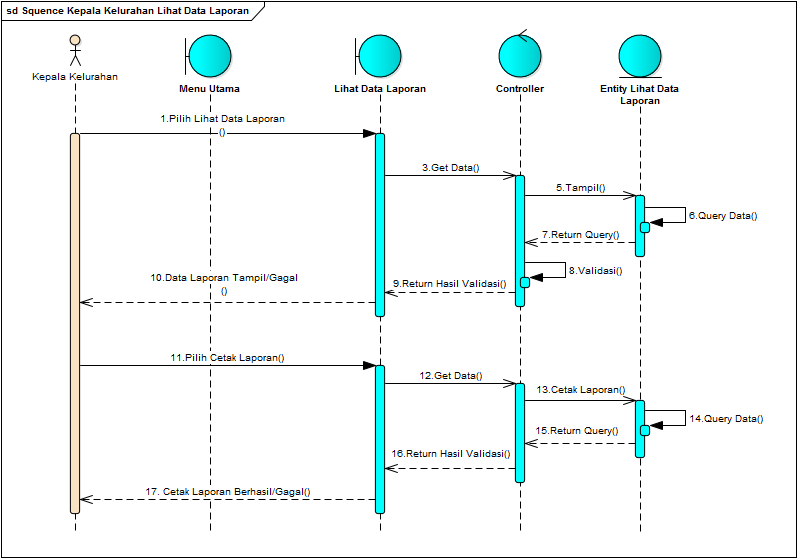 sd Squence Kepala Kelurahan Lihat Data Laporan
Kepala Kelurahan
Menu Utama
Lihat Data Laporan
Controller
Entity Lihat Data
Laporan
1.Pilih Lihat Data Laporan
()
3.Get Data()
5.Tampil()
6.Query Data()
7.Return Query()
8.Validasi()
9.Return Hasil Validasi()
10.Data Laporan Tampil/Gagal
()
11.Pilih Cetak Laporan()
12.Get Data()
13.Cetak Laporan()
14.Query Data()
15.Return Query()
16.Return Hasil Validasi()
17. Cetak Laporan Berhasil/Gagal()